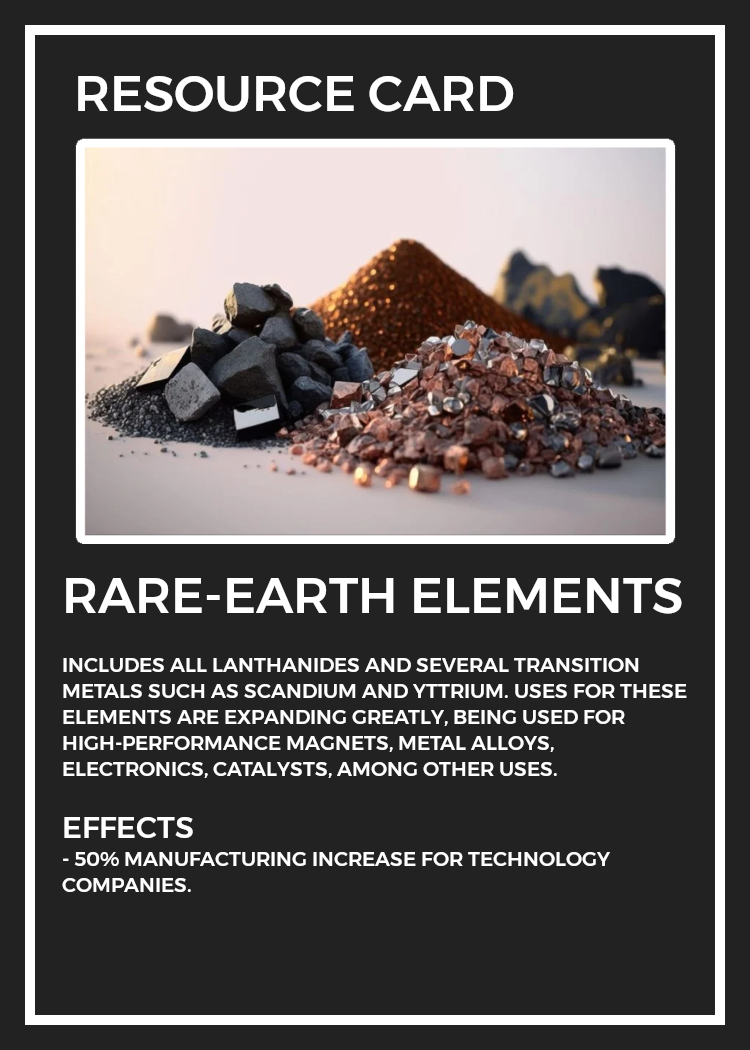 RESOURCE CARD
RARE-EARTH ELEMENTS
INCLUDES ALL LANTHANIDES AND SEVERAL TRANSITION
METALS SUCH AS SCANDIUM AND YTTRIUM. USES FOR THESE
ELEMENTS ARE EXPANDING GREATLY, BEING USED FOR
HIGH-PERFORMANCE MAGNETS, METAL ALLOYS,
ELECTRONICS, CATALYSTS, AMONG OTHER USES.
EFFECTS
- 50% MANUFACTURING INCREASE FOR TECHNOLOGY
COMPANIES.